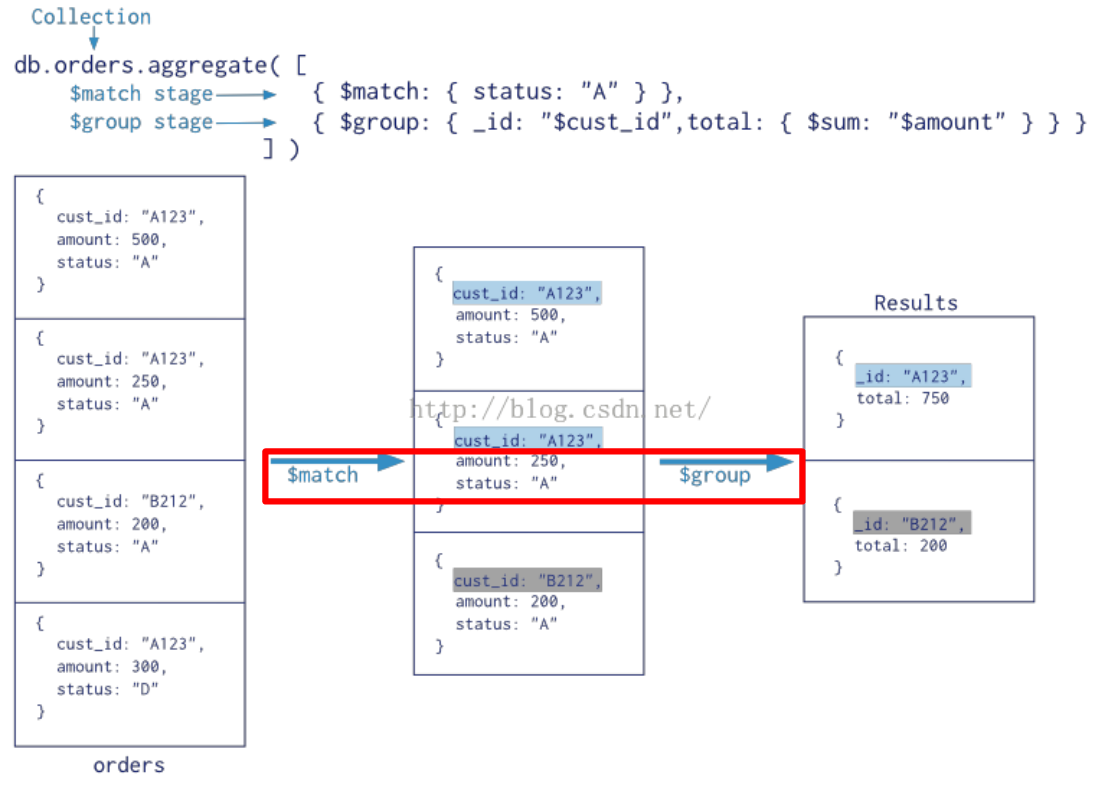 Collection
db.orders.aggregate( [
$match stage
{ $match: { status: "A" } },
$group stage
{ $group: { _id: "$cust_id",total: { $sum: "$amount" } } }
] )
{
cust_id: "A123",
amount: 500,
status: "A"
}
{
cust_id: "A123",
amount: 250,
status: "A"
}
{
cust_id: "B212",
amount: 200,
status: "A"
}
{
cust_id: "A123",
amount: 300,
status: "D"
}
orders
$match
{
cust_id: "A123",
amount: 500,
status: "A"
}
http://blog.csdn.net/
{
cust_id: "A123",
amount: 250,
status: "A"
}
{
cust_id: "B212",
amount: 200,
status: "A"
}
$group
Results
{
_id: "A123",
total: 750
}
{
_id: "B212",
total: 200
}